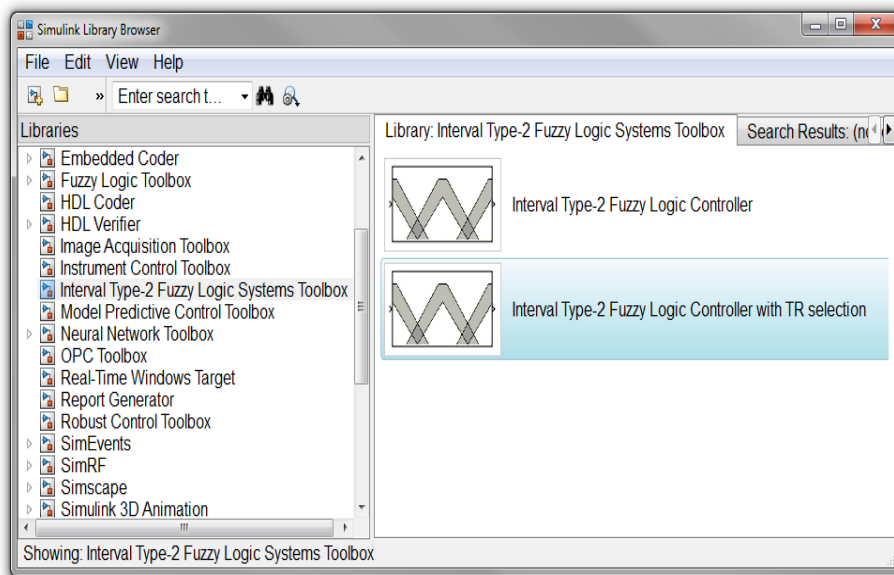 Simulink Library Browser
File Edit View Help
» Enter search t...
Libraries
Embedded Coder
Fuzzy Logic Toolbox
HDL Coder
HDL Verifier
Image Acquisition Toolbox
Instrument Control Toolbox
Interval Type-2 Fuzzy Logic Systems Toolbox
Model Predictive Control Toolbox
Neural Network Toolbox
OPC Toolbox
Real-Time Windows Target
Report Generator
Robust Control Toolbox
SimEvents
SimRF
Simscape
Simulink 3D Animation
Library: Interval Type-2 Fuzzy Logic Systems Toolbox Search Results:
Interval Type-2 Fuzzy Logic Controller
Interval Type-2 Fuzzy Logic Controller with TR selection
Showing: Interval Type-2 Fuzzy Logic Systems Toolbox